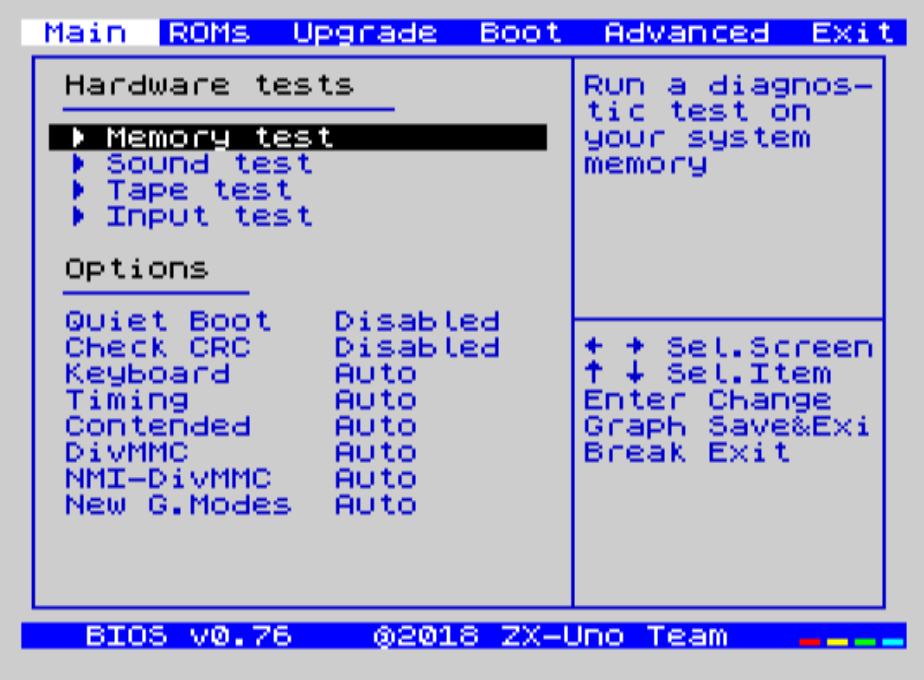 Main ROMs Upgrade Boot Advanced Exit
Hardware tests
Memory test
Sound test
Tape test
Input test
Options
Quiet Boot Disabled
Check CRC Disabled
Keyboard Auto
Timing Auto
Contended Auto
DivMMC Auto
NMI-DivMMC Auto
New G.Modes Auto
Run a diagnos-
tic test on
your system
memory
← → Sel.Screen
↑ ↓ Sel.Item
Enter Change
Graph Save&Exi
Break Exit
BIOS v0.76 ©2018 ZX-Uno Team